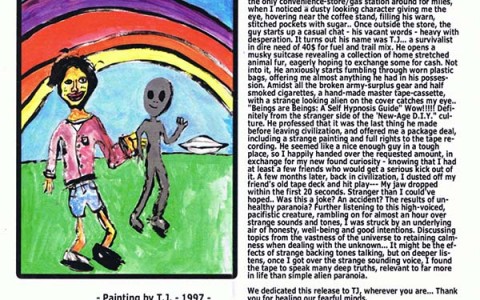 the only convenience-store/gas station around for miles,
when I noticed a dusty looking character giving me the
eye, hovering near the coffee stand, filling his warn,
stitched pockets with sugar.. Once outside the store, the
guy starts up a casual chat - his vacant words - heavy with
desperation. It turns out his name was T.J... a survivalist
in dire need of 40$ for fuel and trail mix. He opens a
musky suitcase revealing a collection of home stretched
animal fur, eagerly hoping to exchange some for cash. Not
into it, He anxiously starts fumbling through worn plastic
bags, offering me almost anything he had in his posses-
sion. Amidst all the broken army-surplus gear and half
smoked cigarettes, a hand-made master tape-cassette,
with a strange looking alien on the cover catches my eye..
"Beings are Beings: A Self Hypnosis Guide" Wow!!!! Defi-
nitely from the stranger side of the 'New-Age D.I.Y." cul-
ture. He professed that it was the last thing he made
before leaving civilization, and offered me a package deal,
including a strange painting and full rights to the tape re-
cording. He seemed like a nice enough guy in a tough
place, so I happily handed over the requested amount, in
exchange for my new found curiosity - knowing that I had
at least a few friends who would get a serious kick out of
it. A few months later, back in civilization, I dusted off my
friend's old tape deck and hit play--- My jaw dropped
within the first 20 seconds. Stranger than I could've
hoped.. Was this a joke? An accident? The results of un-
healthy paranoia? Further listening to this high-voiced,
pacifistic creature, rambling on for almost an hour over
strange sounds and tones, I was struck by an underlying
air of honesty, well-being and good intentions. Discussing
topics from the vastness of the universe to retaining calm-
ness when dealing with the unknown... It might be the ef-
fects of strange backing tones talking, but on deeper lis-
tens, once I got over the strange sounding voice, I found
the tape to speak many deep truths, relevant to far more
in life than simple alien paranoia.
We dedicated this release to TJ, wherever you are... Thank
you for healing our fearful minds.
- Painting by T.J. - 1997 -